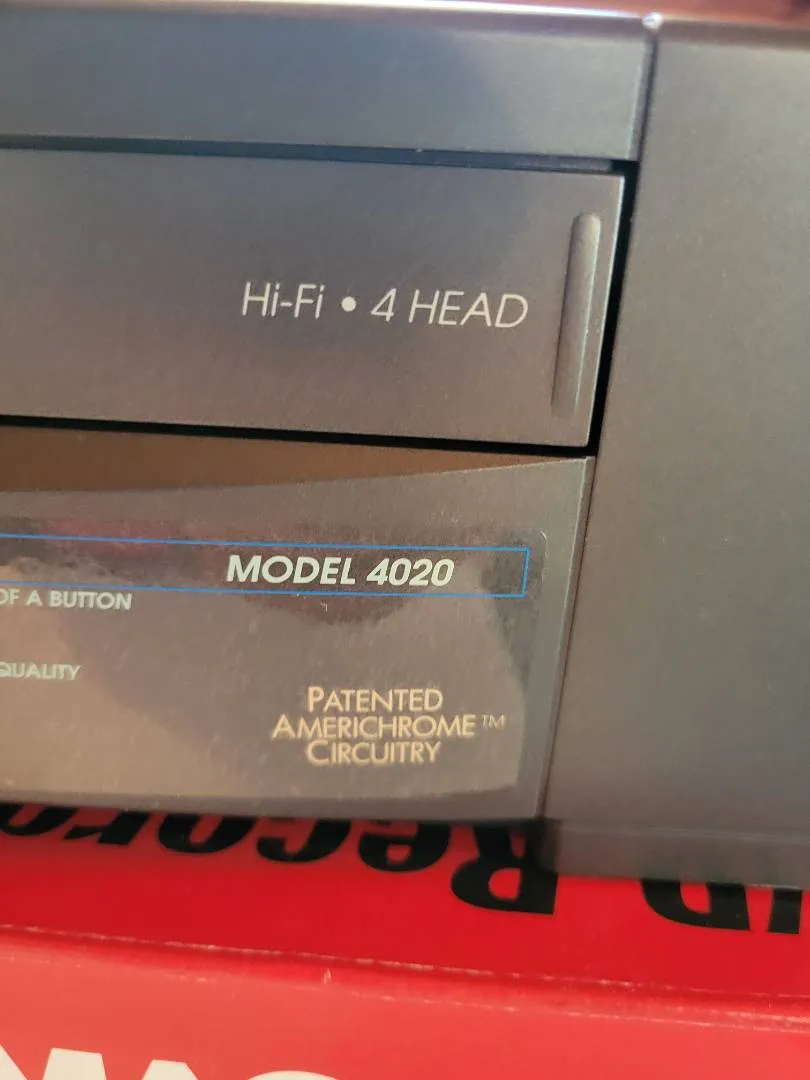 Hi-Fi • 4 HEAD
MODEL 4020
OF A BUTTON
QUALITY
PATENTED
AMERICHROME™
CIRCUITRY